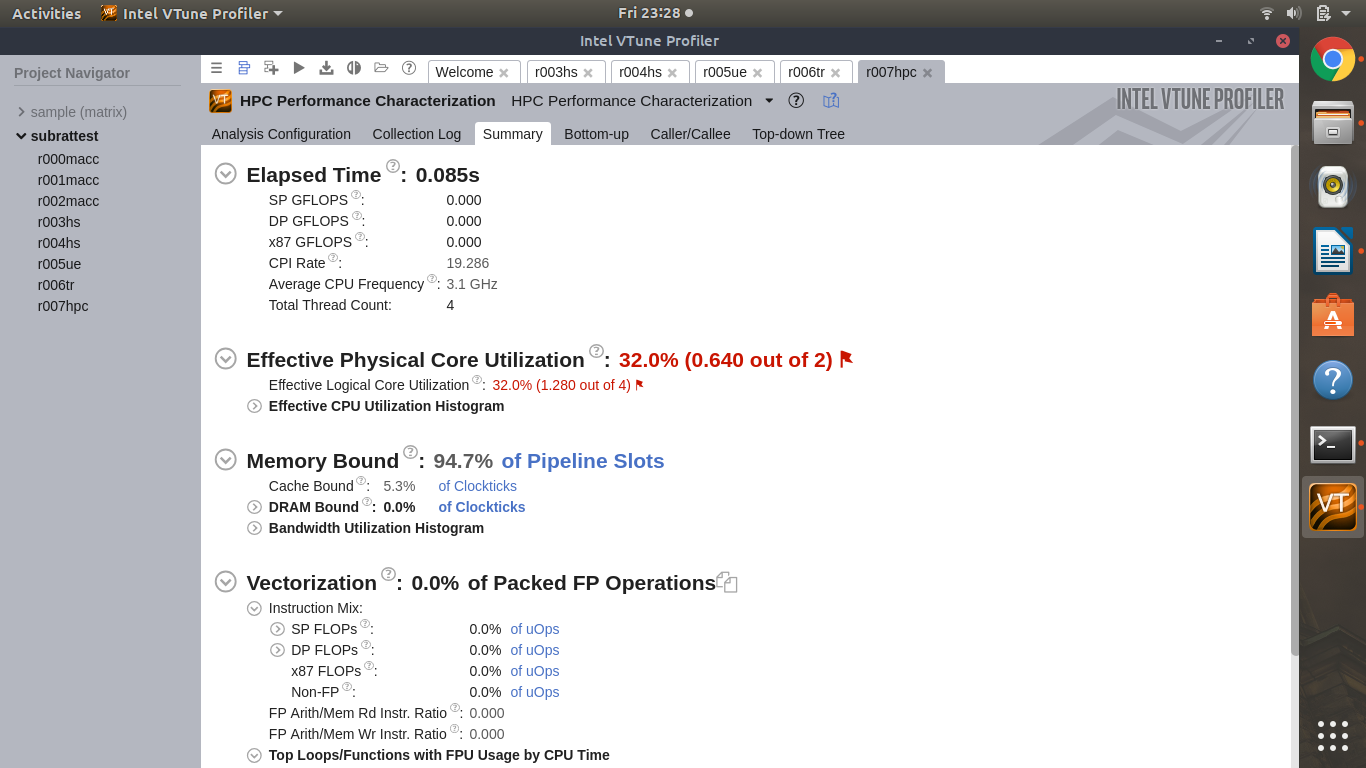 Activities Intel VTune Profiler Fri 23:28
Intel VTune Profiler
Project Navigator
sample (matrix)
subrattest
r000macc
r001macc
r002macc
r003hs
r004hs
r005ue
r006tr
r007hpc
Welcome r003hs r004hs r005ue r006tr r007hpc
VT HPC Performance Characterization HPC Performance Characterization INTEL VTUNE PROFILER
Analysis Configuration Collection Log Summary Bottom-up Caller/Callee Top-down Tree
Elapsed Time ?: 0.085s
SP GFLOPS ?: 0.000
DP GFLOPS ?: 0.000
x87 GFLOPS ?: 0.000
CPI Rate ?: 19.286
Average CPU Frequency ?: 3.1 GHz
Total Thread Count: 4
Effective Physical Core Utilization ?: 32.0% (0.640 out of 2)
Effective Logical Core Utilization ?: 32.0% (1.280 out of 4)
Effective CPU Utilization Histogram
Memory Bound ?: 94.7% of Pipeline Slots
Cache Bound ?: 5.3% of Clockticks
DRAM Bound ?: 0.0% of Clockticks
Bandwidth Utilization Histogram
Vectorization ?: 0.0% of Packed FP Operations
Instruction Mix:
SP FLOPs ?: 0.0% of uOps
DP FLOPs ?: 0.0% of uOps
x87 FLOPs ?: 0.0% of uOps
Non-FP ?: 0.0% of uOps
FP Arith/Mem Rd Instr. Ratio ?: 0.000
FP Arith/Mem Wr Instr. Ratio ?: 0.000
Top Loops/Functions with FPU Usage by CPU Time
A
?
>_
VT